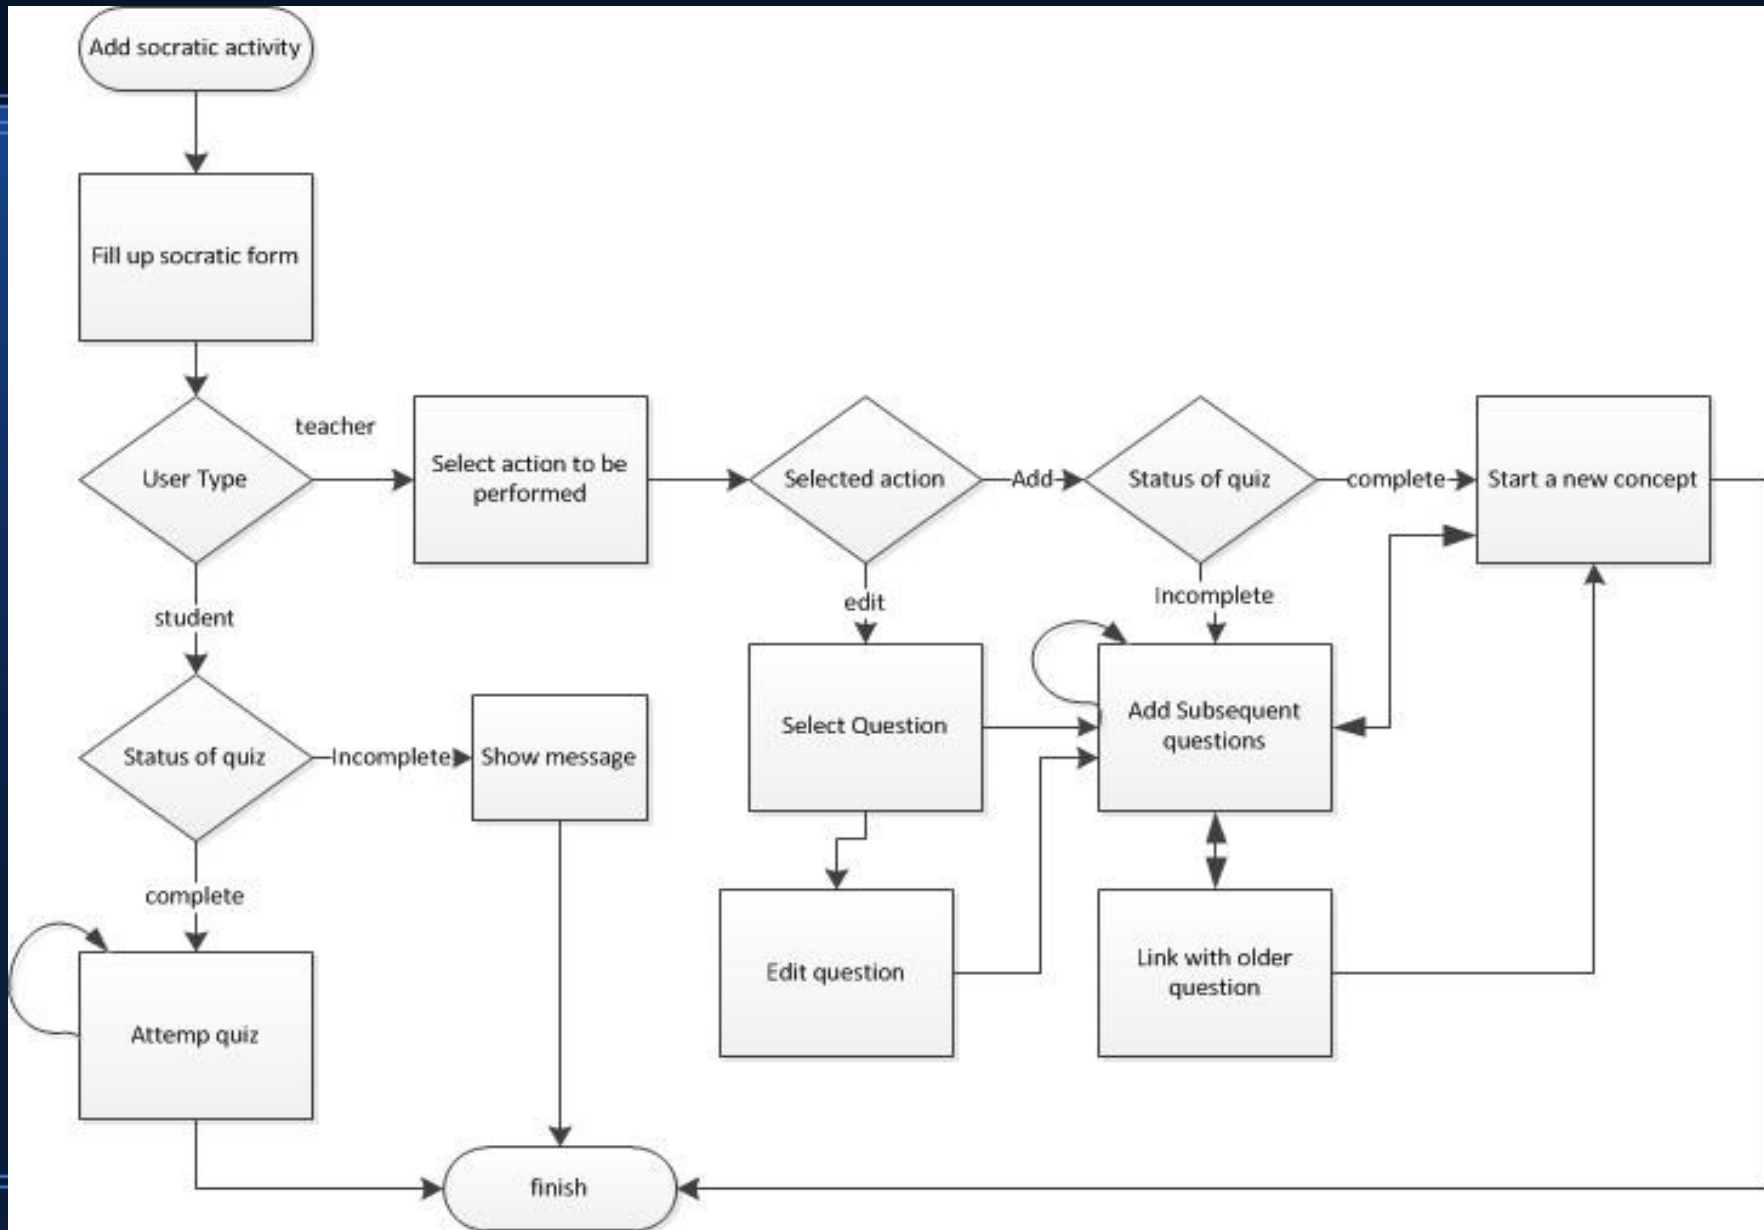 Add socratic activity
Fill up socratic form
User Type
teacher
Select action to be
performed
Selected action
Add
Status of quiz
complete
Start a new concept
student
edit
Incomplete
Status of quiz
Incomplete
Show message
Select Question
Add Subsequent
questions
complete
Attemp quiz
Edit question
Link with older
question
finish